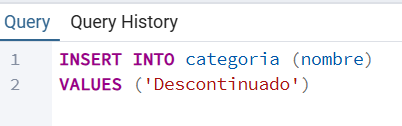 Query Query History
1 INSERT INTO categoria (nombre)
2 VALUES ('Descontinuado')